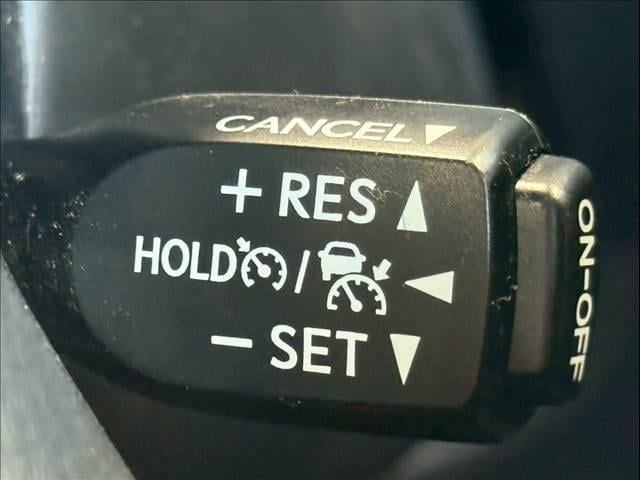 CANCEL▼
+ RES ▲
HOLD / ◀
− SET ▼
ON-OFF